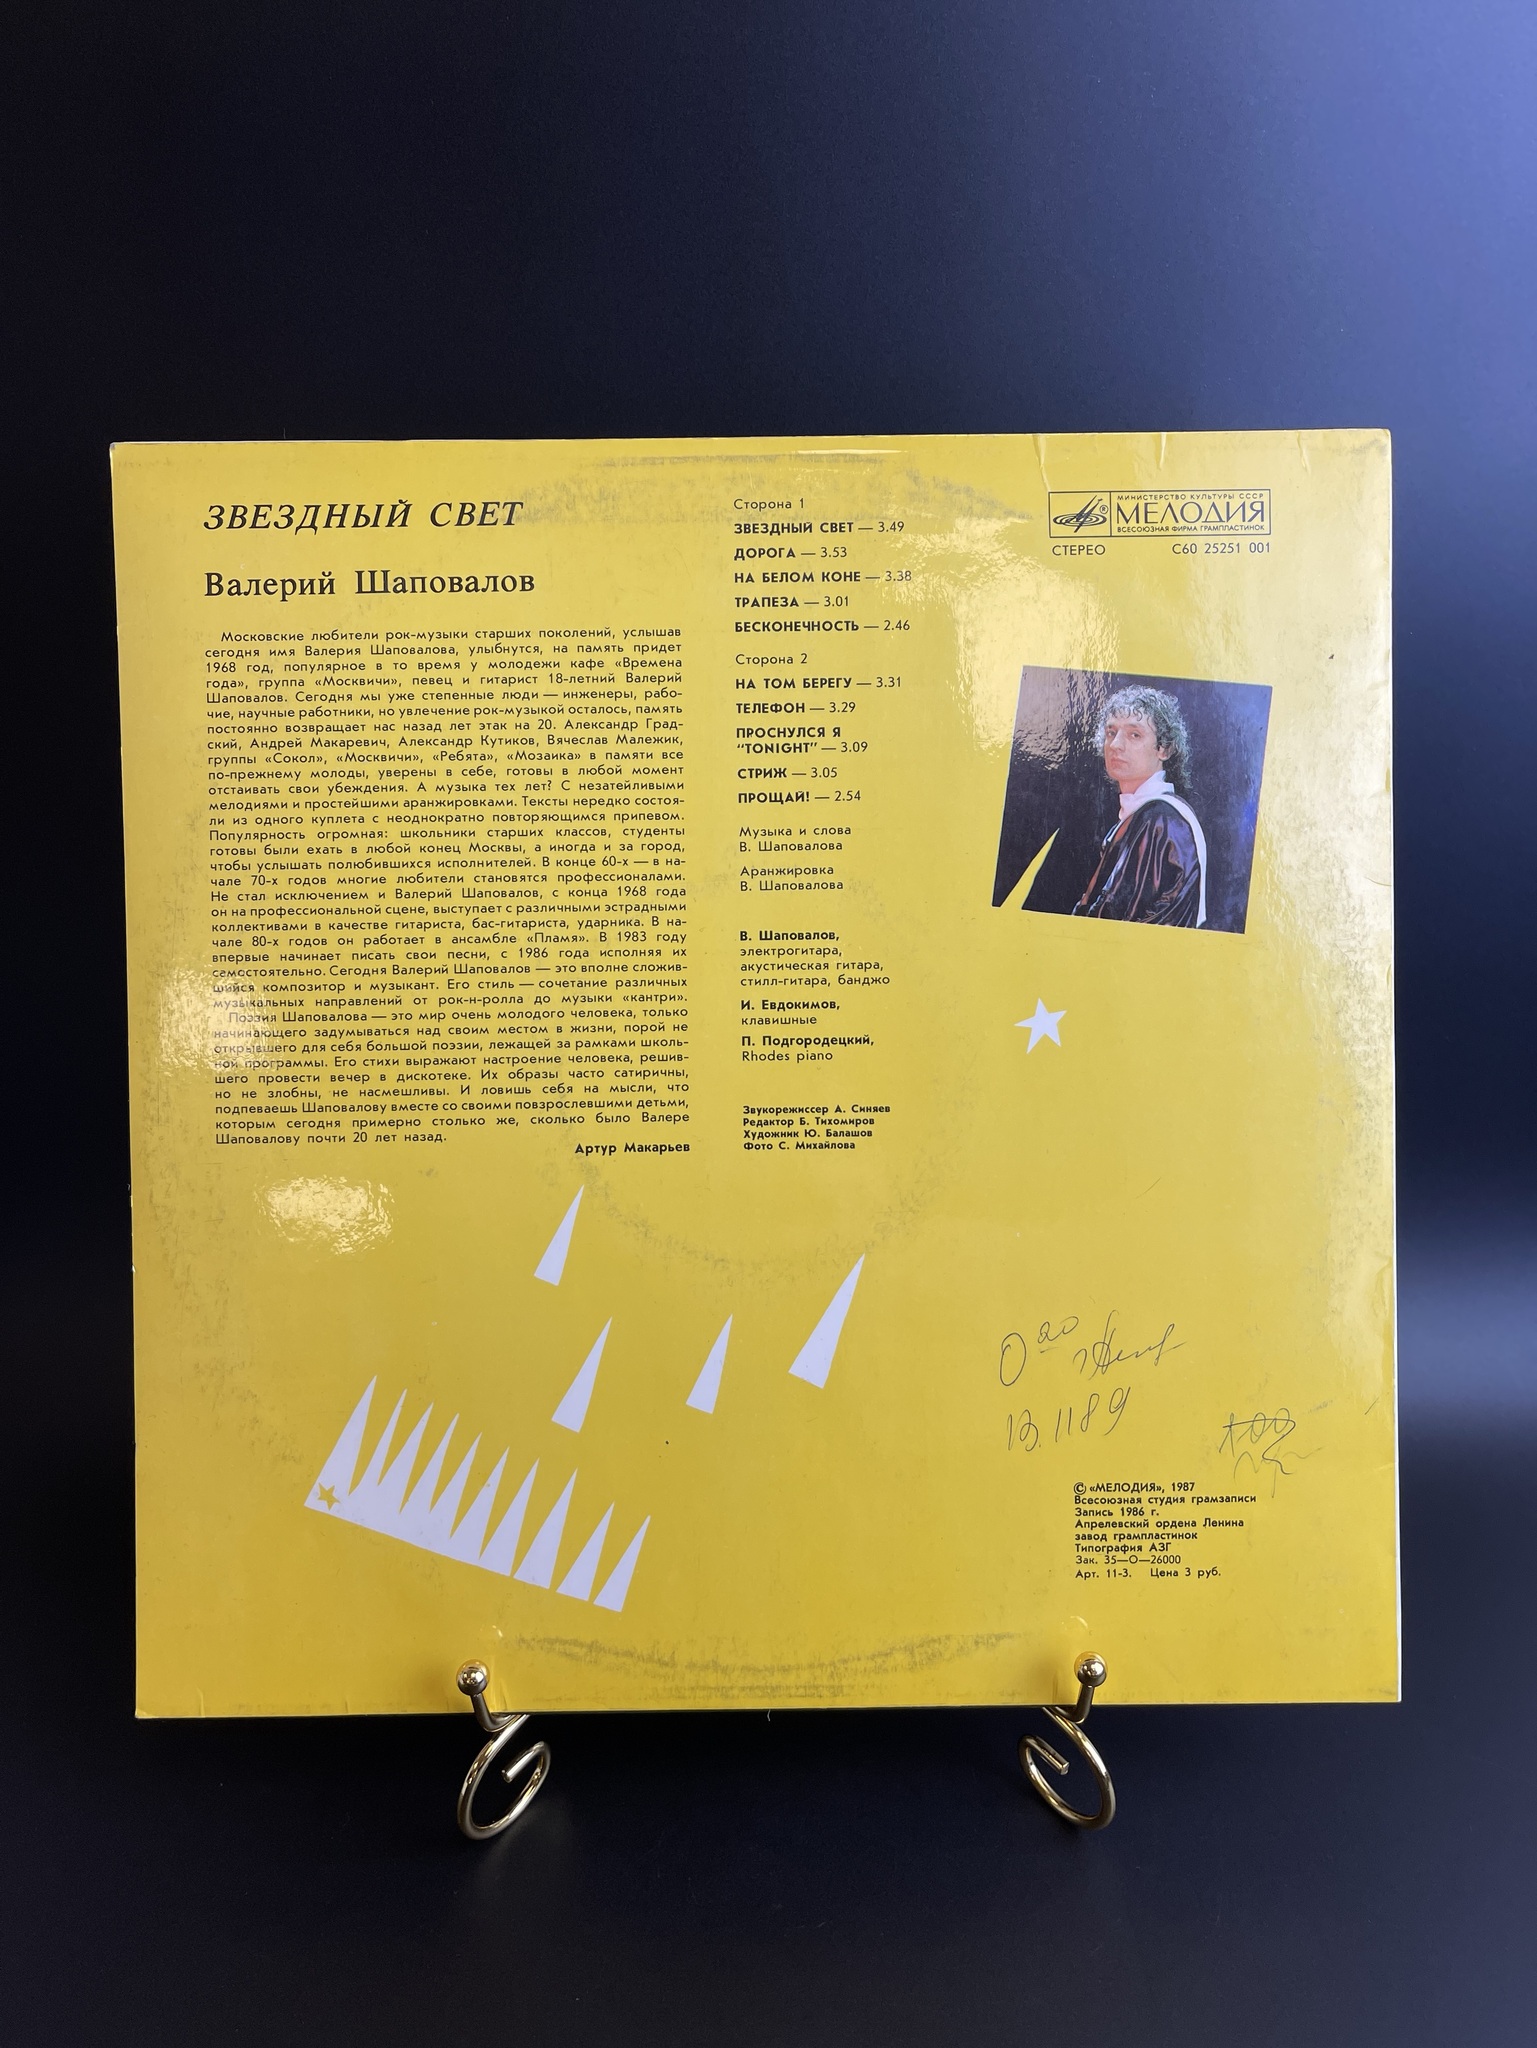 ЗВЕЗДНЫЙ СВЕТ
Валерий Шаповалов
Московские любители рок-музыки старших поколений, услышав
сегодня имя Валерия Шаповалова, улыбнутся, на память придет
1968 год, популярное в то время у молодежи кафе «Времена
года», группа «Москвичи», певец и гитарист 18-летний Валерий
Шаповалов. Сегодня мы уже степенные люди — инженеры, рабо-
чие, научные работники, но увлечение рок-музыкой осталось, память
постоянно возвращает нас назад лет этак на 20. Александр Град-
ский, Андрей Макаревич, Александр Кутиков, Вячеслав Малежик,
группы «Сокол», «Москвичи», «Ребята», «Мозаика» в памяти все
по-прежнему молоды, уверены в себе, готовы в любой момент
отстаивать свои убеждения. А музыка тех лет? С незатейливыми
мелодиями и простейшими аранжировками. Тексты нередко состоя-
ли из одного куплета с неоднократно повторяющимся припевом.
Популярность огромная: школьники старших классов, студенты
готовы были ехать в любой конец Москвы, а иногда и за город,
чтобы услышать полюбившихся исполнителей. В конце 60-х — в на-
чале 70-х годов многие любители становятся профессионалами.
Не стал исключением и Валерий Шаповалов, с конца 1968 года
он на профессиональной сцене, выступает с различными эстрадными
коллективами в качестве гитариста, бас-гитариста, ударника. В на-
чале 80-х годов он работает в ансамбле «Пламя». В 1983 году
впервые начинает писать свои песни, с 1986 года исполняя их
самостоятельно. Сегодня Валерий Шаповалов — это вполне сложив-
шийся композитор и музыкант. Его стиль — сочетание различных
музыкальных направлений от рок-н-ролла до музыки «кантри».
Поэзия Шаповалова — это мир очень молодого человека, только
начинающего задумываться над своим местом в жизни, порой не
открывшего для себя большой поэзии, лежащей за рамками школь-
ной программы. Его стихи выражают настроение человека, решив-
шего провести вечер в дискотеке. Их образы часто сатиричны,
но не злобны, не насмешливы. И ловишь себя на мысли, что
подпеваешь Шаповалову вместе со своими повзрослевшими детьми,
которым сегодня примерно столько же, сколько было Валере
Шаповалову почти 20 лет назад.
Артур Макарьев
Сторона 1
ЗВЕЗДНЫЙ СВЕТ — 3.49
ДОРОГА — 3.53
НА БЕЛОМ КОНЕ — 3.38
ТРАПЕЗА — 3.01
БЕСКОНЕЧНОСТЬ — 2.46
Сторона 2
НА ТОМ БЕРЕГУ — 3.31
ТЕЛЕФОН — 3.29
ПРОСНУЛСЯ Я
“TONIGHT” — 3.09
СТРИЖ — 3.05
ПРОЩАЙ! — 2.54
Музыка и слова
В. Шаповалова
Аранжировка
В. Шаповалова
В. Шаповалов,
электрогитара,
акустическая гитара,
стилл-гитара, банджо
И. Евдокимов,
клавишные
П. Подгородецкий,
Rhodes piano
Звукорежиссер А. Синяев
Редактор Б. Тихомиров
Художник Ю. Балашов
Фото С. Михайлова
МИНИСТЕРСТВО КУЛЬТУРЫ СССР
МЕЛОДИЯ
ВСЕСОЮЗНАЯ ФИРМА ГРАМПЛАСТИНОК
СТЕРЕО С60 25251 001
© «МЕЛОДИЯ», 1987
Всесоюзная студия грамзаписи
Запись 1986 г.
Апрелевский ордена Ленина
завод грампластинок
Типография АЗГ
Зак. 35—О—26000
Арт. 11-3. Цена 3 руб.